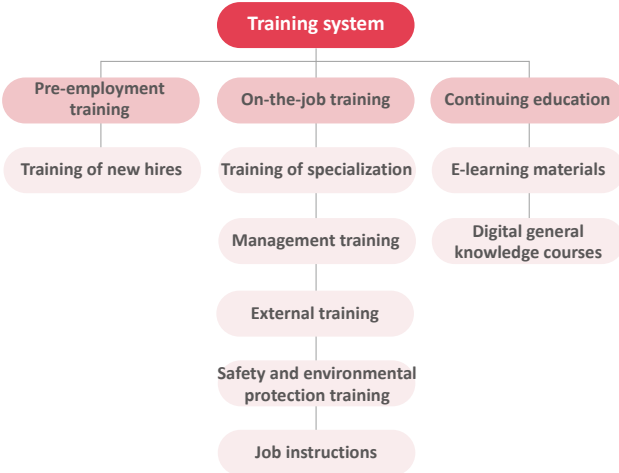 Training system
Pre-employment
training
On-the-job training
Continuing education
Training of new hires
Training of specialization
E-learning materials
Management training
Digital general
knowledge courses
External training
Safety and environmental
protection training
Job instructions